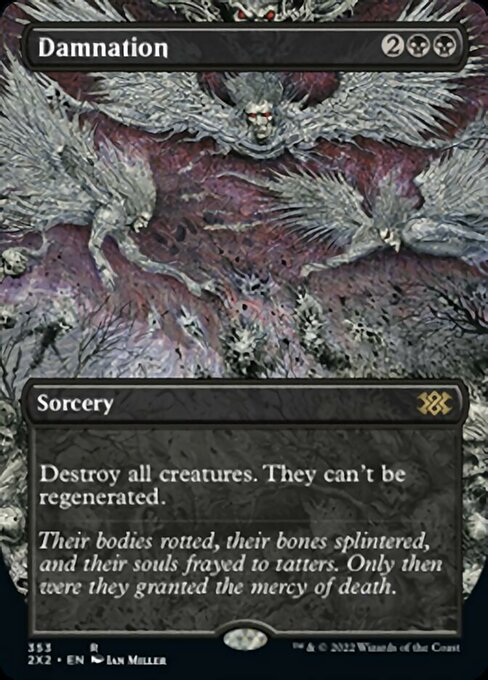 Damnation 2
Sorcery
Destroy all creatures. They can't be
regenerated.
Their bodies rotted, their bones splintered,
and their souls frayed to tatters. Only then
were they granted the mercy of death.
353 R
2X2 • EN Ian Miller
™ & © 2022 Wizards of the Coast